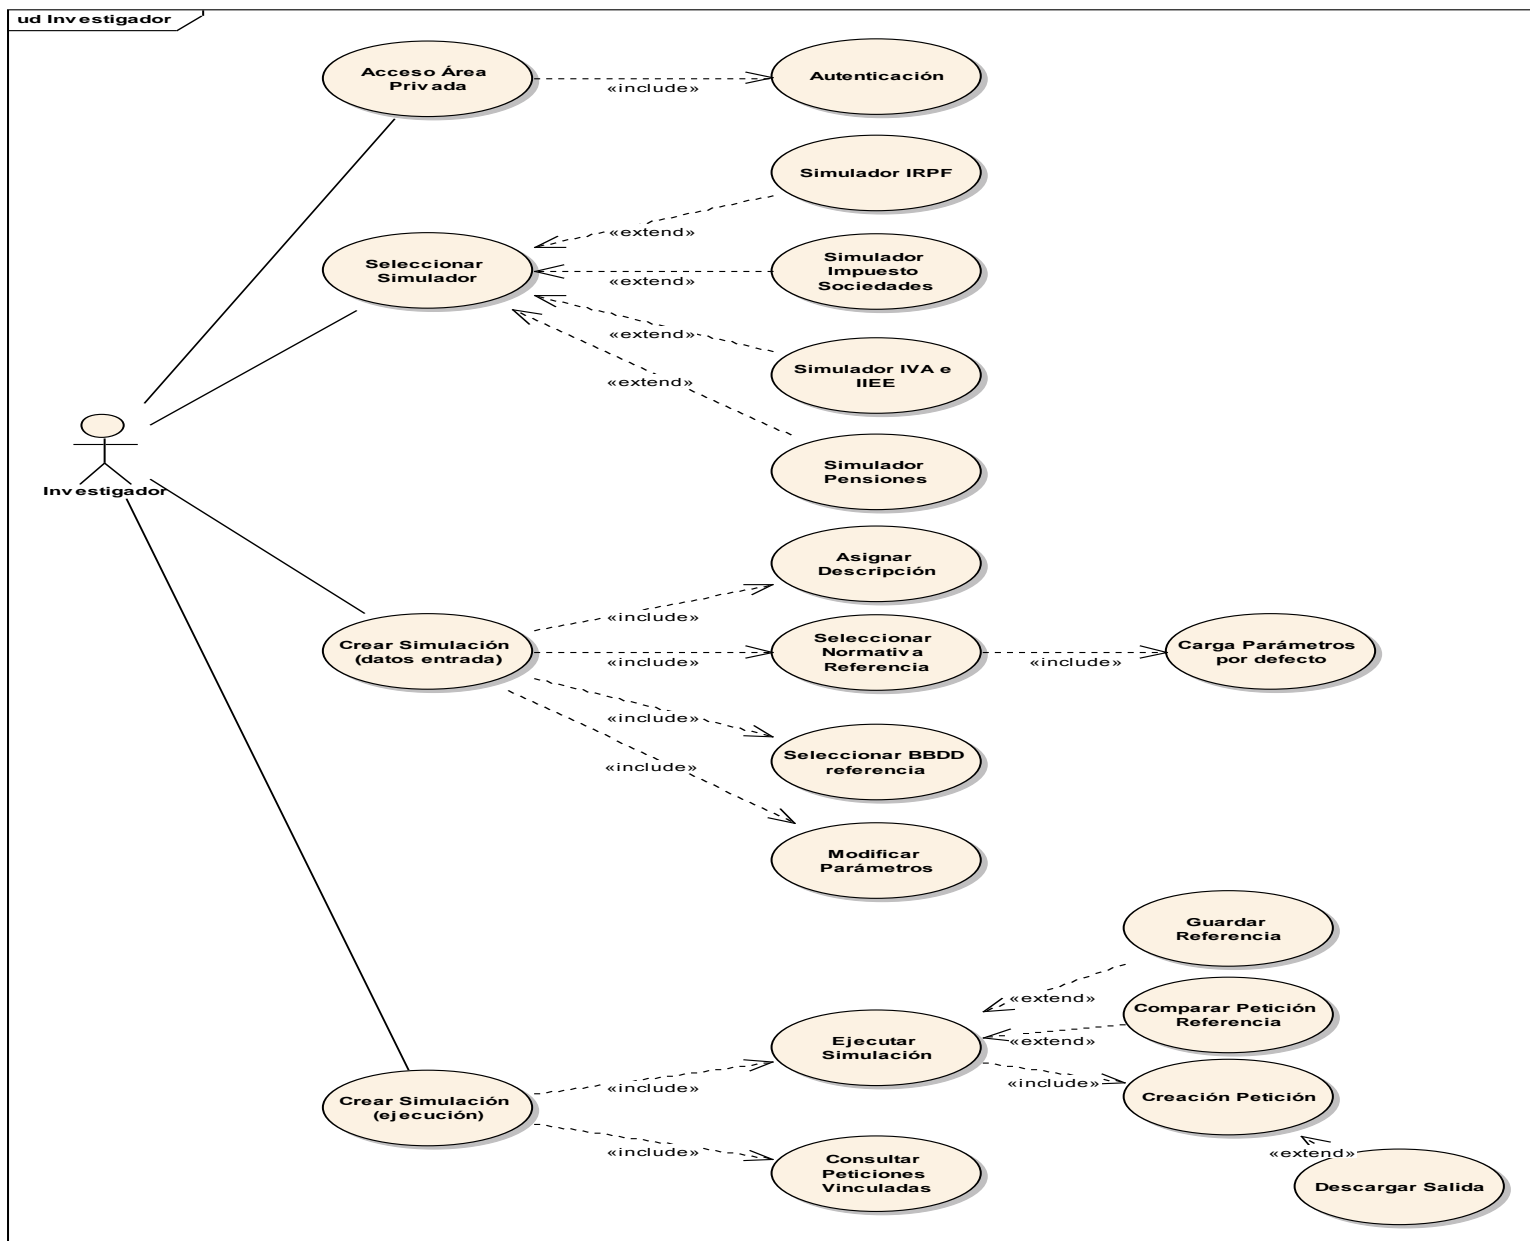 ud Investigador
Acceso Área
Privada
«include»
Autenticación
Simulador IRPF
«extend»
Seleccionar
Simulador
«extend»
Simulador
Impuesto
Sociedades
«extend»
Simulador IVA e
IIEE
«extend»
Simulador
Pensiones
Investigador
Asignar
Descripción
«include»
Crear Simulación
(datos entrada)
«include»
Seleccionar
Normativa
Referencia
«include»
Carga Parámetros
por defecto
«include»
Seleccionar BBDD
referencia
«include»
Modificar
Parámetros
Guardar
Referencia
«extend»
Comparar Petición
Referencia
«extend»
Ejecutar
Simulación
«include»
Creación Petición
«include»
Crear Simulación
(ejecución)
«include»
Consultar
Peticiones
Vinculadas
«extend»
Descargar Salida